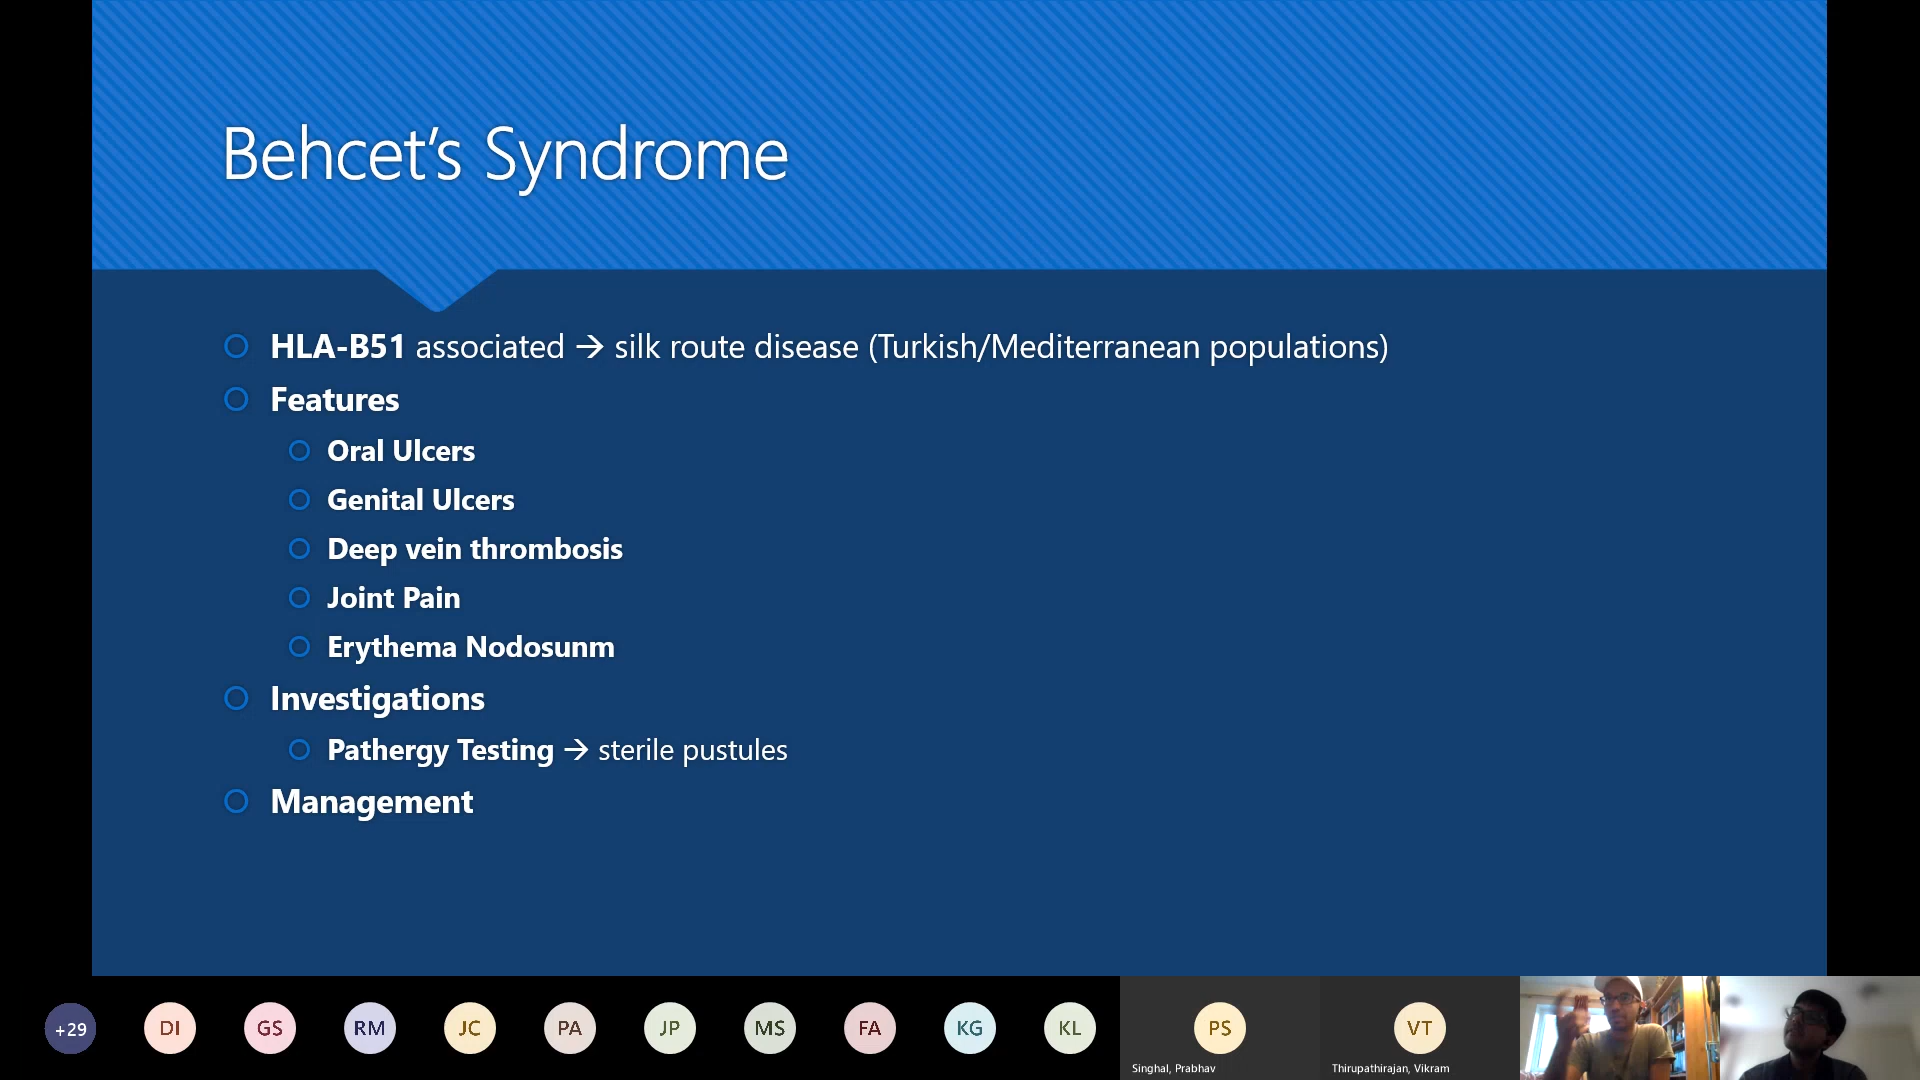 Behcet’s Syndrome
HLA-B51 associated → silk route disease (Turkish/Mediterranean populations)
Features
Oral Ulcers
Genital Ulcers
Deep vein thrombosis
Joint Pain
Erythema Nodosunm
Investigations
Pathergy Testing → sterile pustules
Management
+29
DI
GS
RM
JC
PA
JP
MS
FA
KG
KL
PS
VT
Singhal, Prabhav
Thirupathirajan, Vikram